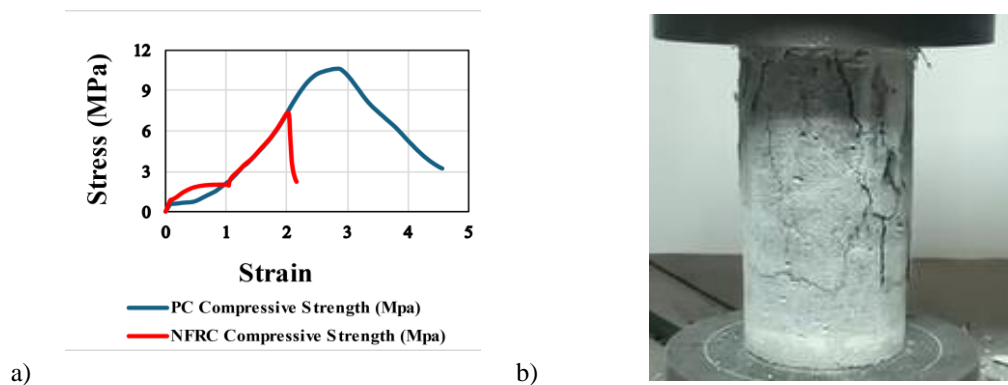 12
9
6
3
0
Stress (MPa)
0 1 2 3 4 5
Strain
PC Compressive Strength (Mpa)
NFRC Compressive Strength (Mpa)
a)
b)